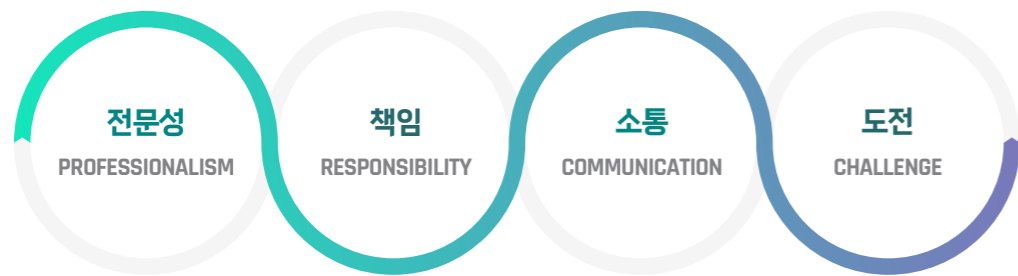 전문성
PROFESSIONALISM
책임
RESPONSIBILITY
소통
COMMUNICATION
도전
CHALLENGE